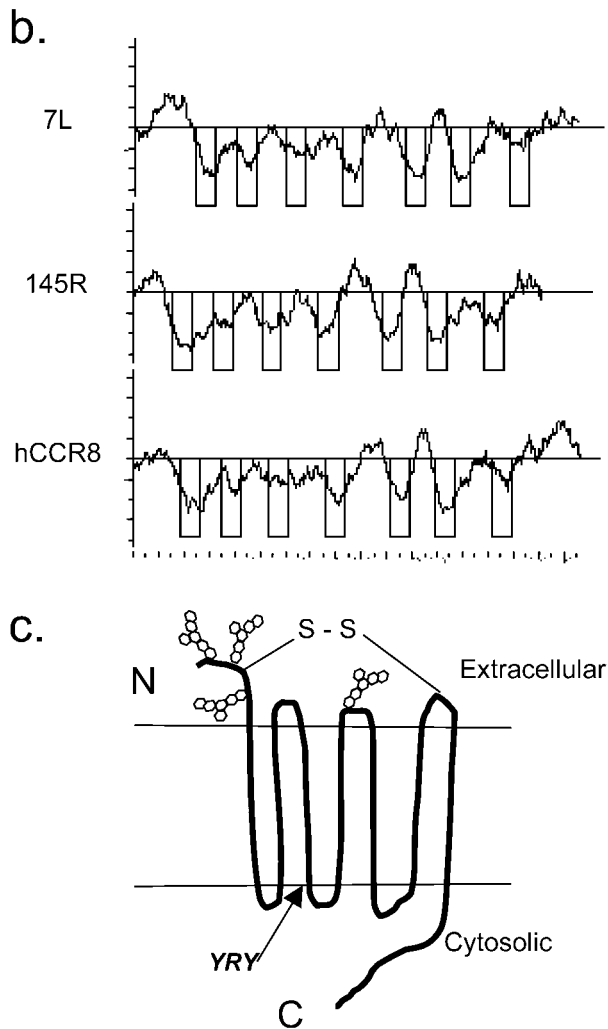 b.
7L
145R
hCCR8
c.
S - S
N
Extracellular
YRY
Cytosolic
C